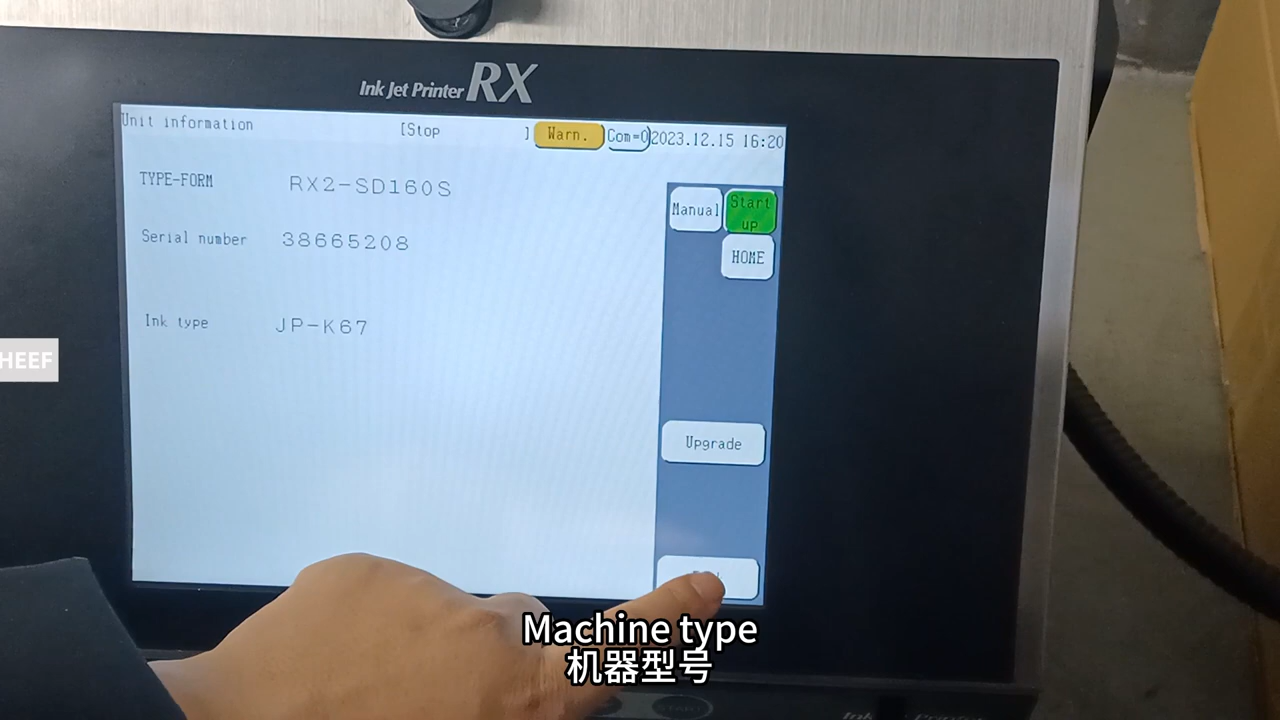 Ink Jet Printer RX
Unit information [Stop ] Warn. Com=0 2023.12.15 16:20
TYPE-FORM RX2-SD160S
Manual Start up
Serial number 38665208
HOME
Ink type JP-K67
HEEF
Upgrade
Machine type
机器型号